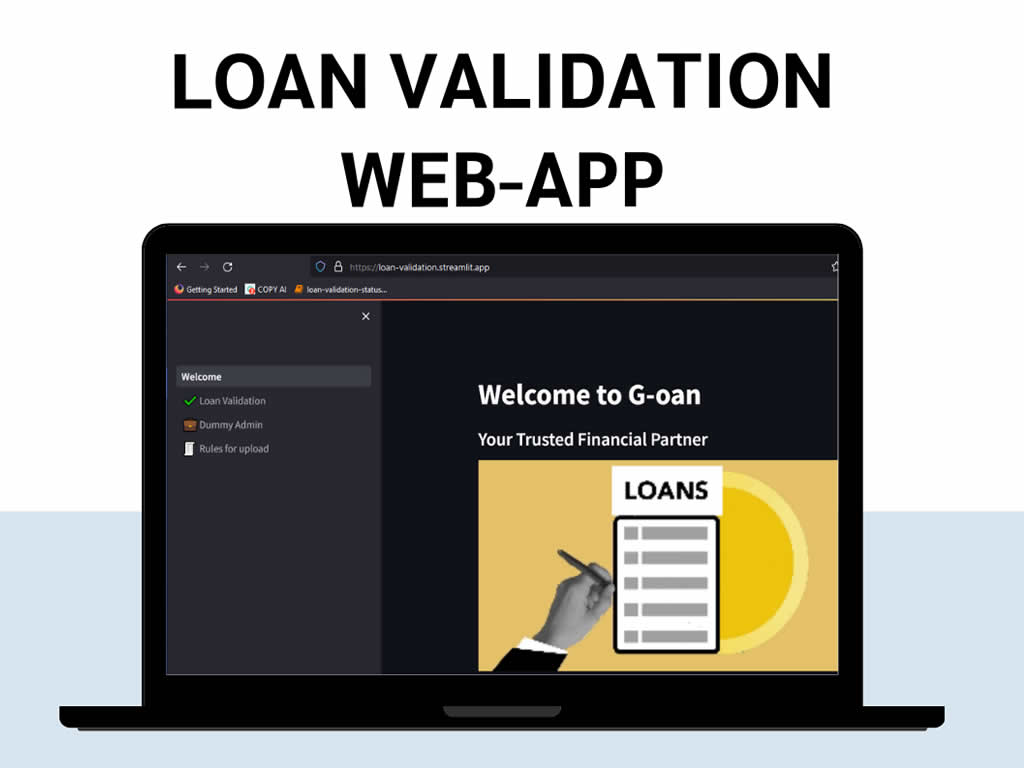 LOAN VALIDATION
WEB-APP
https://loan-validation.streamlit.app
Getting Started COPY AI loan-validation-status...
Welcome
Loan Validation
Dummy Admin
Rules for upload
Welcome to G-oan
Your Trusted Financial Partner
LOANS